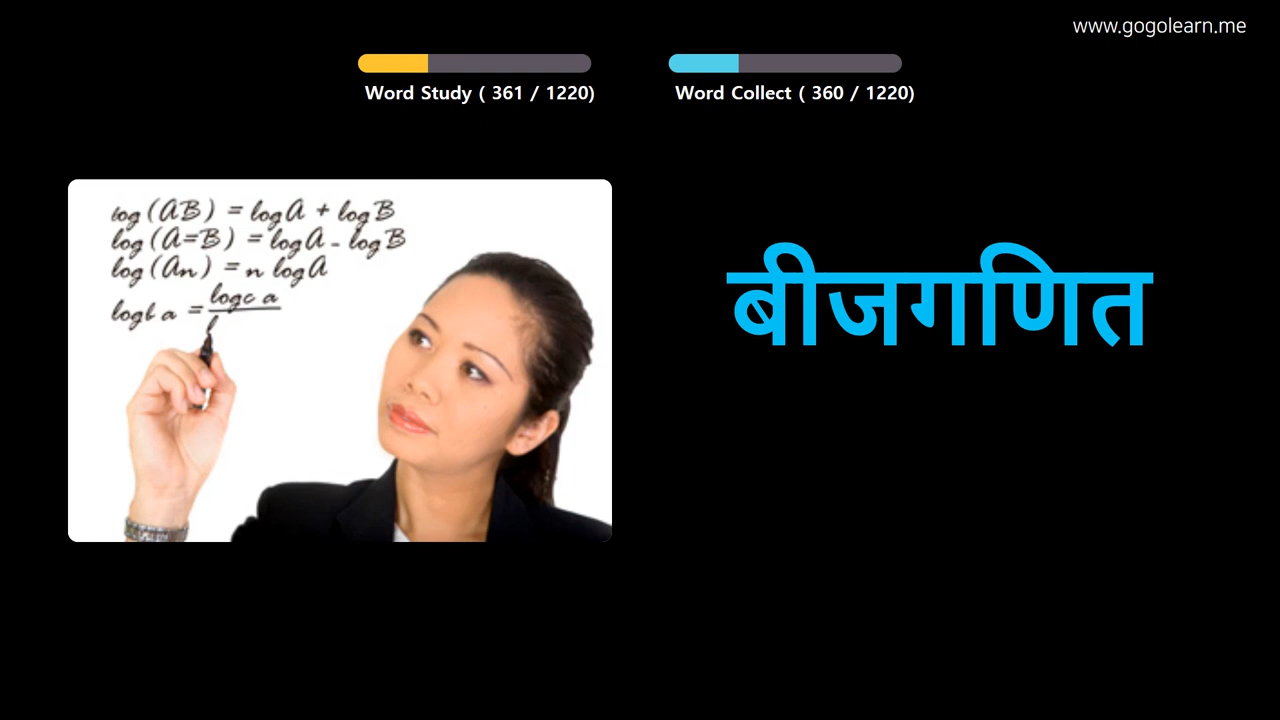 www.gogolearn.me
Word Study ( 361 / 1220)
Word Collect ( 360 / 1220)
log (AB) = log A + log B
log (A=B) = log A - log B
log (An) = n log A
logb a = logc a
बीजगणित